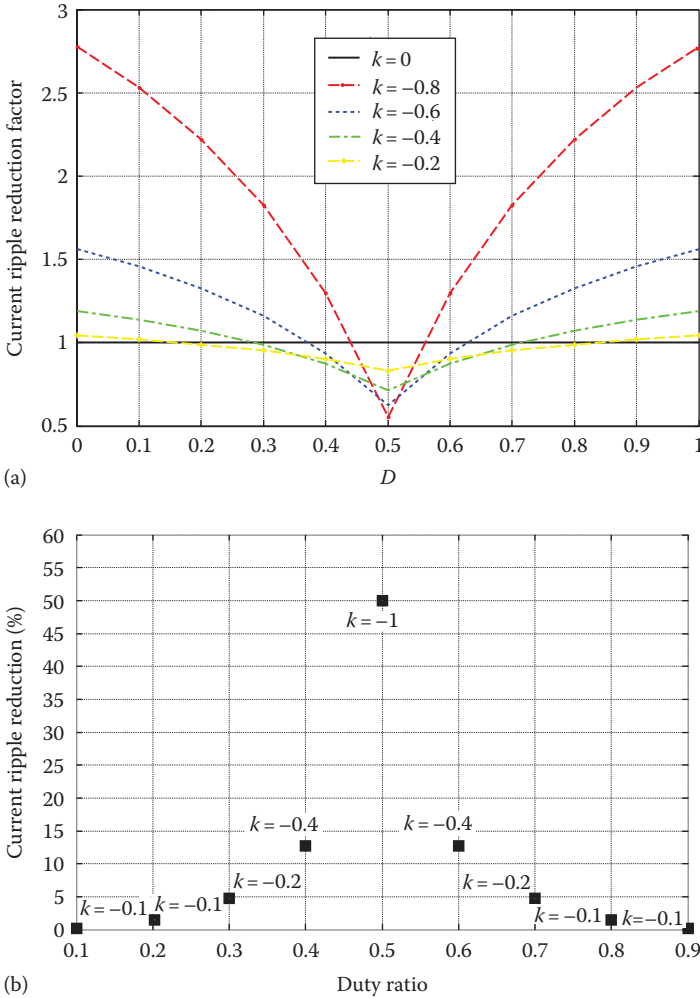 3
2.5
2
1.5
1
0.5
Current ripple reduction factor
k = 0
k = −0.8
k = −0.6
k = −0.4
k = −0.2
0 0.1 0.2 0.3 0.4 0.5 0.6 0.7 0.8 0.9 1
(a)
D
60
55
50
45
40
35
30
25
20
15
10
5
0
Current ripple reduction (%)
k = −1
k = −0.4 k = −0.4
k = −0.2 k = −0.2
k = −0.1 k = −0.1 k = −0.1 k = −0.1
0.1 0.2 0.3 0.4 0.5 0.6 0.7 0.8 0.9
(b)
Duty ratio